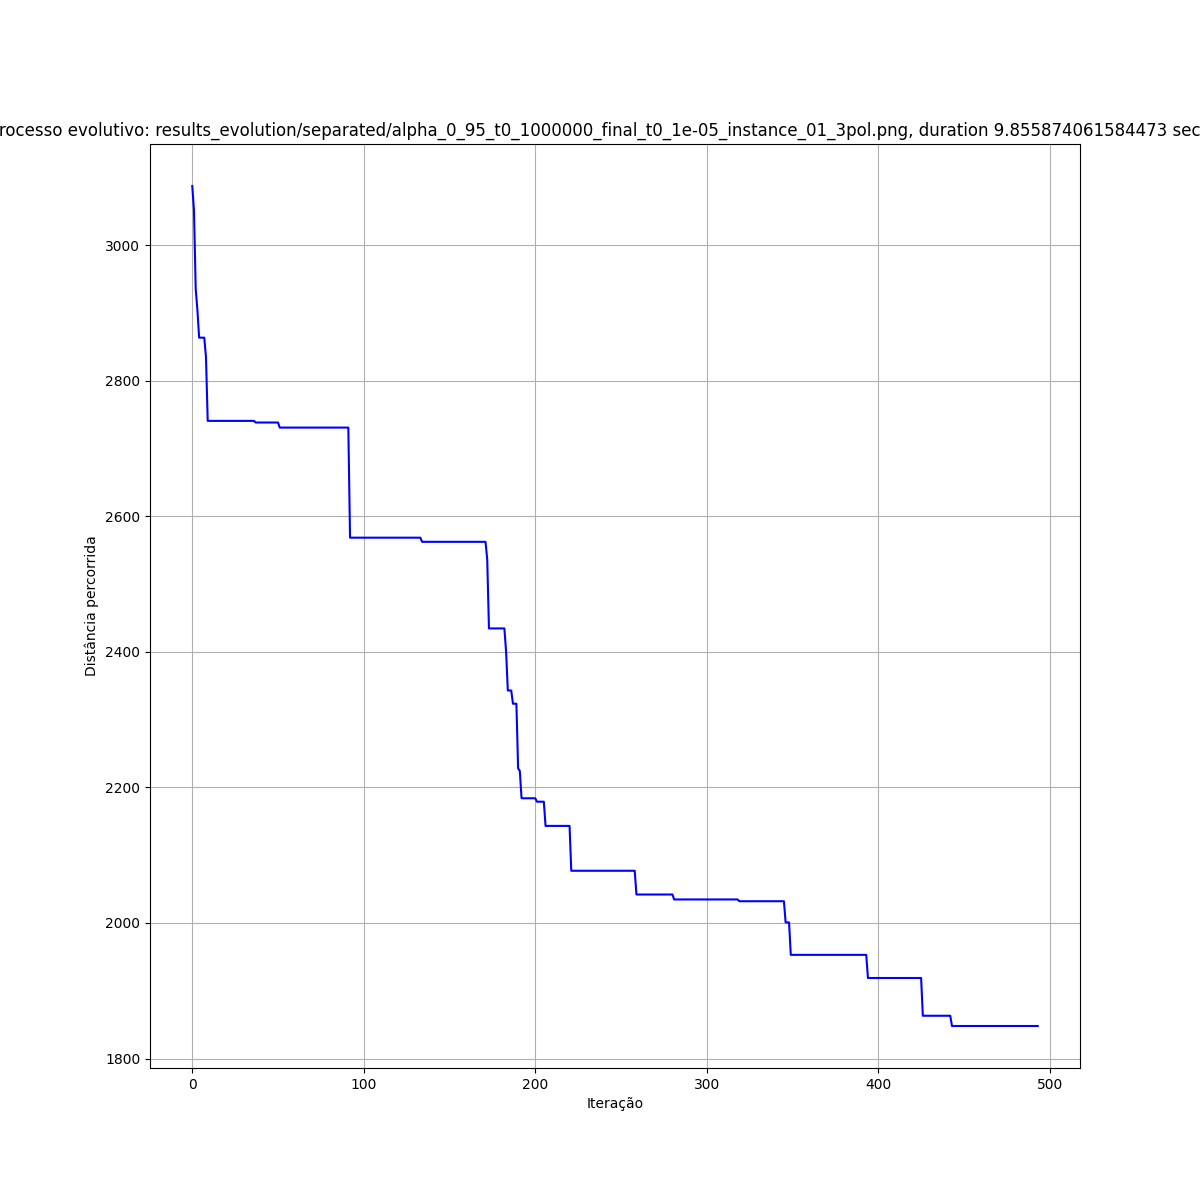 rocesso evolutivo: results_evolution/separated/alpha_0_95_t0_1000000_final_t0_1e-05_instance_01_3pol.png, duration 9.855874061584473 sec
3000
2800
2600
2400
2200
2000
1800
Distância percorrida
0 100 200 300 400 500
Iteração